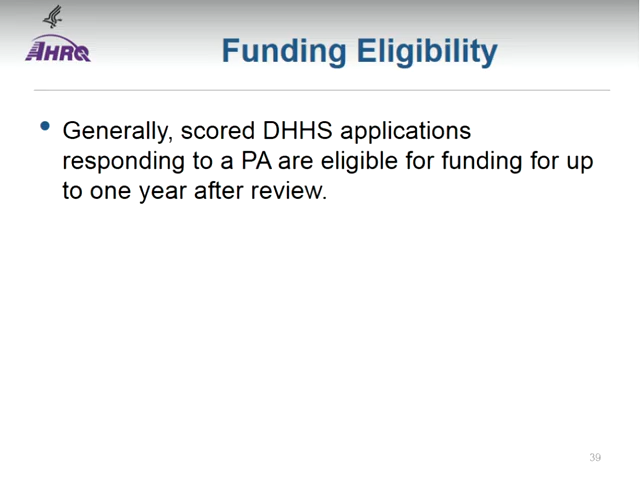 AHRQ
Funding Eligibility
• Generally, scored DHHS applications
responding to a PA are eligible for funding for up
to one year after review.
39